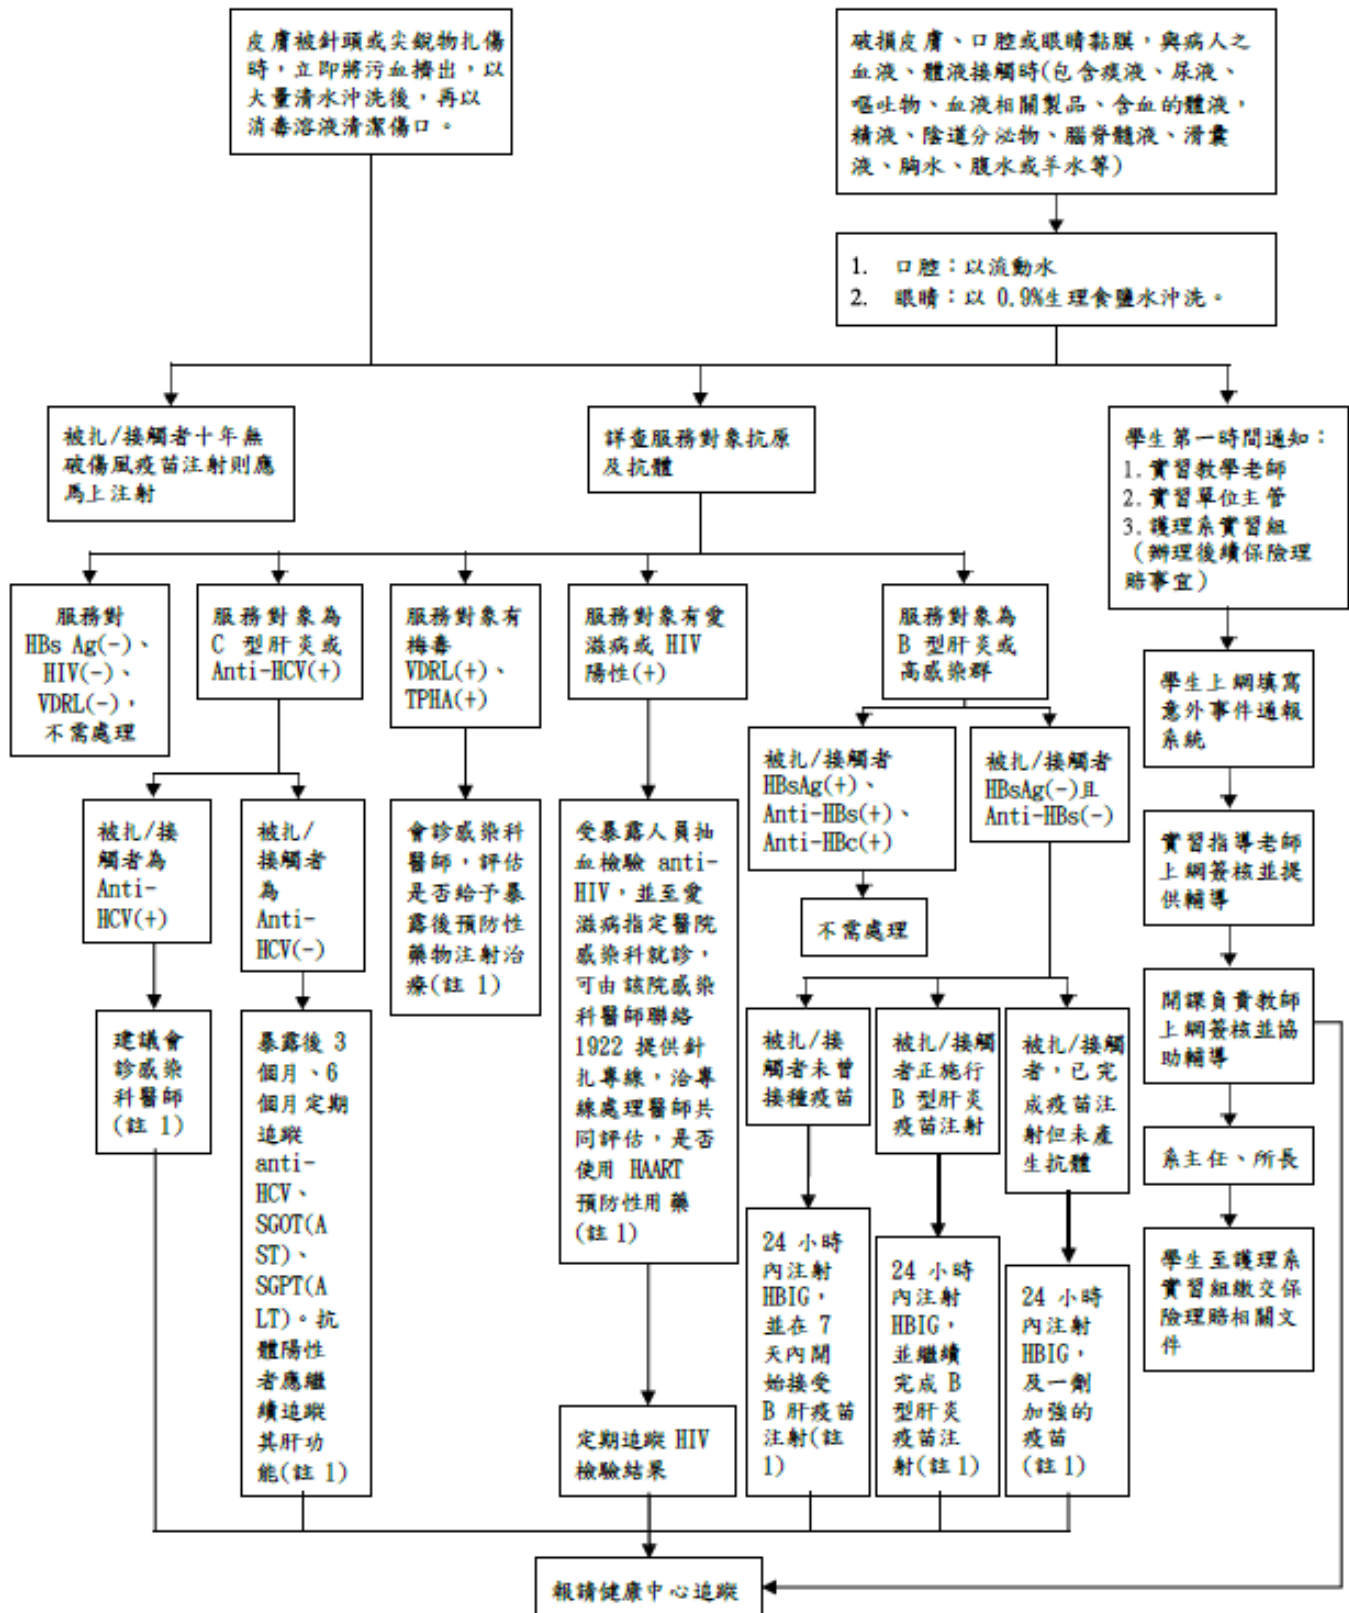 皮膚被針頭或尖銳物扎傷
時，立即將污血擠出，以
大量清水沖洗後，再以
消毒溶液清潔傷口。
破損皮膚、口腔或眼睛黏膜，與病人之
血液、體液接觸時(包含痰液、尿液、
嘔吐物、血液相關製品、含血的體液，
精液、陰道分泌物、腦脊髓液、滑囊
液、胸水、腹水或羊水等)
1. 口腔：以流動水
2. 眼睛：以 0.9%生理食鹽水沖洗。
被扎/接觸者十年無
破傷風疫苗注射則應
馬上注射
詳查服務對象抗原
及抗體
學生第一時間通知：
1.實習教學老師
2.實習單位主管
3.護理系實習組
（辦理後續保險理
賠事宜）
服務對
HBs Ag(-)、
HIV(-)、
VDRL(-)，
不需處理
服務對象為
C 型肝炎或
Anti-HCV(+)
服務對象有
梅毒
VDRL(+)、
TPHA(+)
服務對象有愛
滋病或 HIV
陽性(+)
服務對象為
B 型肝炎或
高感染群
學生上網填寫
意外事件通報
系統
被扎/接觸者
HBsAg(+)、
Anti-HBs(+)、
Anti-HBc(+)
被扎/接觸者
HBsAg(-)且
Anti-HBs(-)
被扎/接
觸者為
Anti-
HCV(+)
被扎/
接觸者
為
Anti-
HCV(-)
會診感染科
醫師，評估
是否給予暴
露後預防性
藥物注射治
療(註 1)
受暴露人員抽
血檢驗 anti-
HIV，並至愛
滋病指定醫院
感染科就診，
可由該院感染
科醫師聯絡
1922 提供針
扎專線，洽專
線處理醫師共
同評估，是否
使用 HAART
預防性用藥
(註 1)
不需處理
實習指導老師
上網簽核並提
供輔導
開課負責教師
上網簽核並協
助輔導
建議會
診感染
科醫師
(註 1)
暴露後 3
個月、6
個月定期
追蹤
anti-
HCV、
SGOT(A
ST)、
SGPT(A
LT)。抗
體陽性
者應繼
續追蹤
其肝功
能(註 1)
被扎/接
觸者未曾
接種疫苗
被扎/接觸
者正施行
B 型肝炎
疫苗注射
被扎/接觸
者，已完
成疫苗注
射但未產
生抗體
系主任、所長
24 小時
內注射
HBIG，
並在 7
天內開
始接受
B 肝疫苗
注射(註
1)
24 小時
內注射
HBIG，
並繼續
完成 B
型肝炎
疫苗注
射(註 1)
24 小時
內注射
HBIG，
及一劑
加強的
疫苗
(註 1)
學生至護理系
實習組繳交保
險理賠相關文
件
定期追蹤 HIV
檢驗結果
報請健康中心追蹤